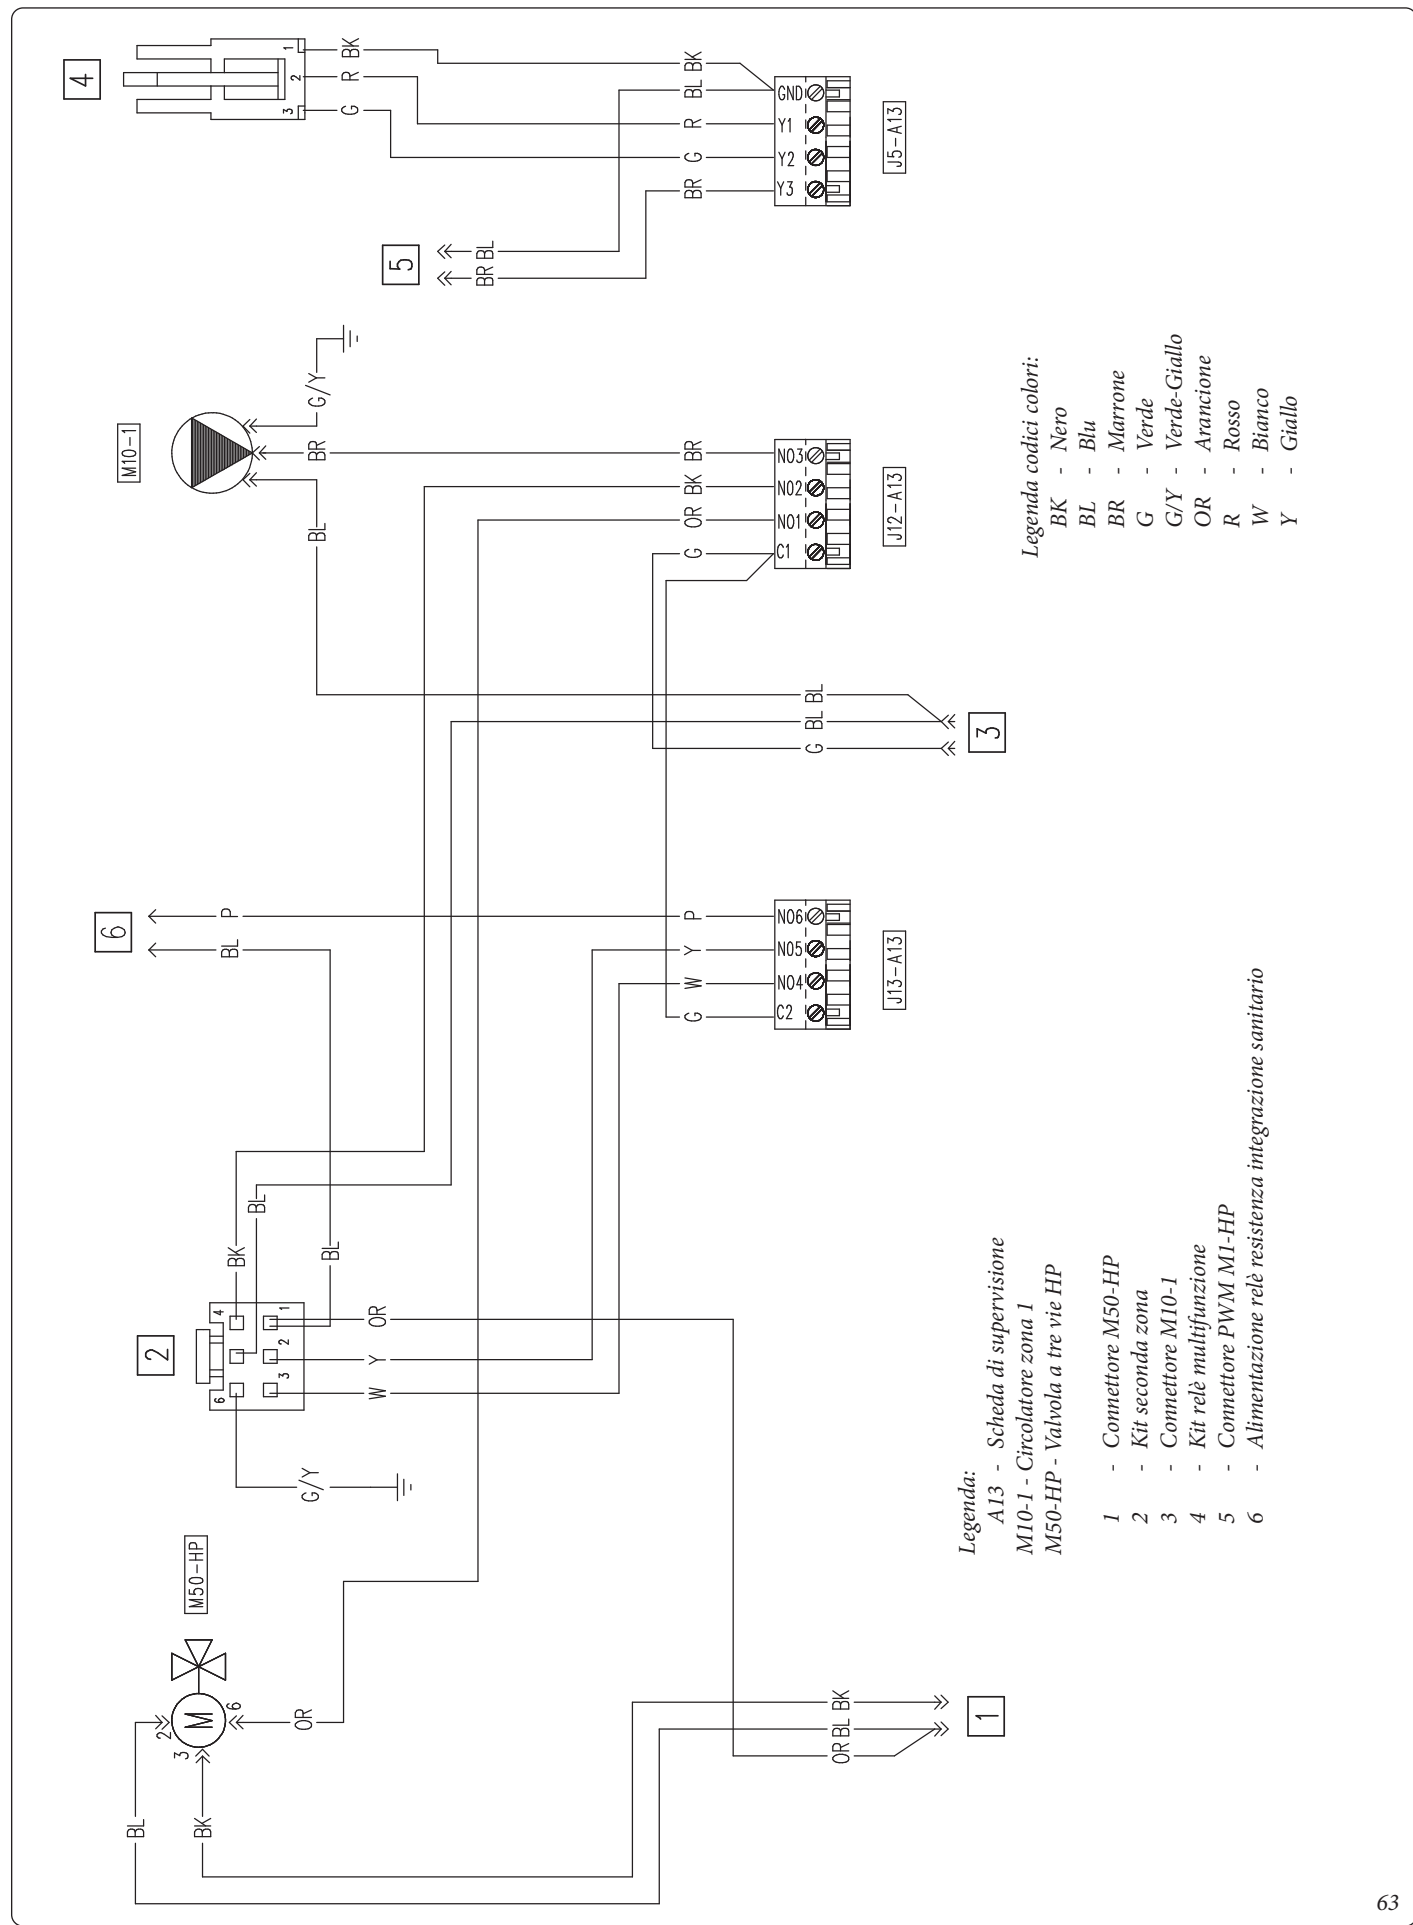 4
1
2
3
BK
R
G
BK
BL
R
G
BR
GND
Y1
Y2
Y3
J5-A13
5
BL
BR
M10-1
G/Y
BR
BL
BR
BK
OR
G
NO3
NO2
NO1
C1
J12-A13
BL
BL
G
3
6
P
BL
P
Y
W
G
NO6
NO5
NO4
C2
J13-A13
2
4
1
2
3
6
BK
BL
BL
OR
Y
W
G/Y
M50-HP
M
2
3
6
OR
BL
BK
BK
BL
OR
1
Legenda codici colori:
BK - Nero
BL - Blu
BR - Marrone
G - Verde
G/Y - Verde-Giallo
OR - Arancione
R - Rosso
W - Bianco
Y - Giallo
Legenda:
A13 - Scheda di supervisione
M10-1 - Circolatore zona 1
M50-HP - Valvola a tre vie HP
1 - Connettore M50-HP
2 - Kit seconda zona
3 - Connettore M10-1
4 - Kit relè multifunzione
5 - Connettore PWM M1-HP
6 - Alimentazione relè resistenza integrazione sanitario
63